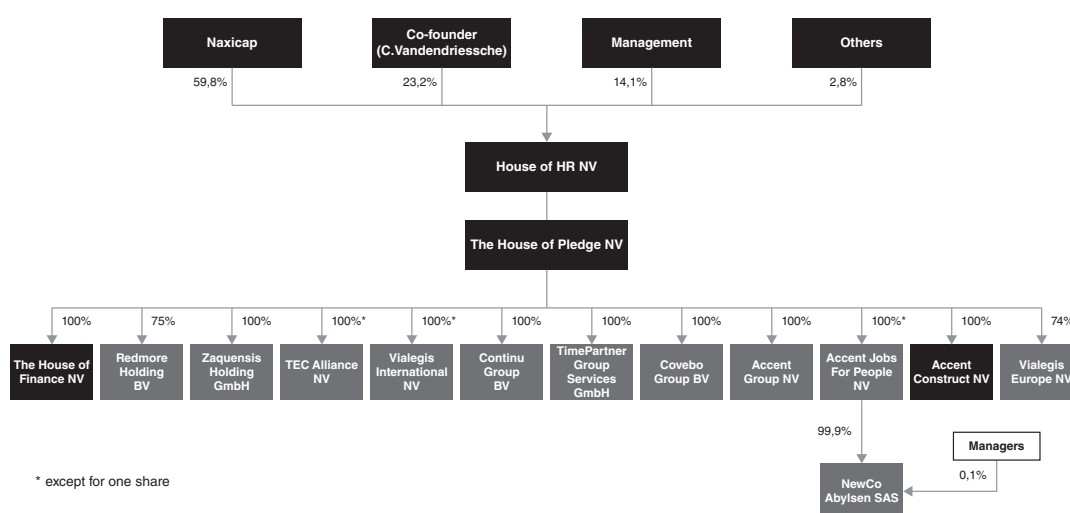 Naxicap
Co-founder
(C.Vandendriessche)
Management
Others
59,8%
23,2%
14,1%
2,8%
House of HR NV
The House of Pledge NV
100%
75%
100%
100%*
100%*
100%
100%
100%
100%
100%*
100%
74%
The House of
Finance NV
Redmore
Holding
BV
Zaquensis
Holding
GmbH
TEC Alliance
NV
Vialegis
International
NV
Continu
Group
BV
TimePartner
Group
Services
GmbH
Covebo
Group BV
Accent
Group NV
Accent Jobs
For People
NV
Accent
Construct NV
Vialegis
Europe NV
99,9%
Managers
0,1%
NewCo
Abylsen SAS
* except for one share